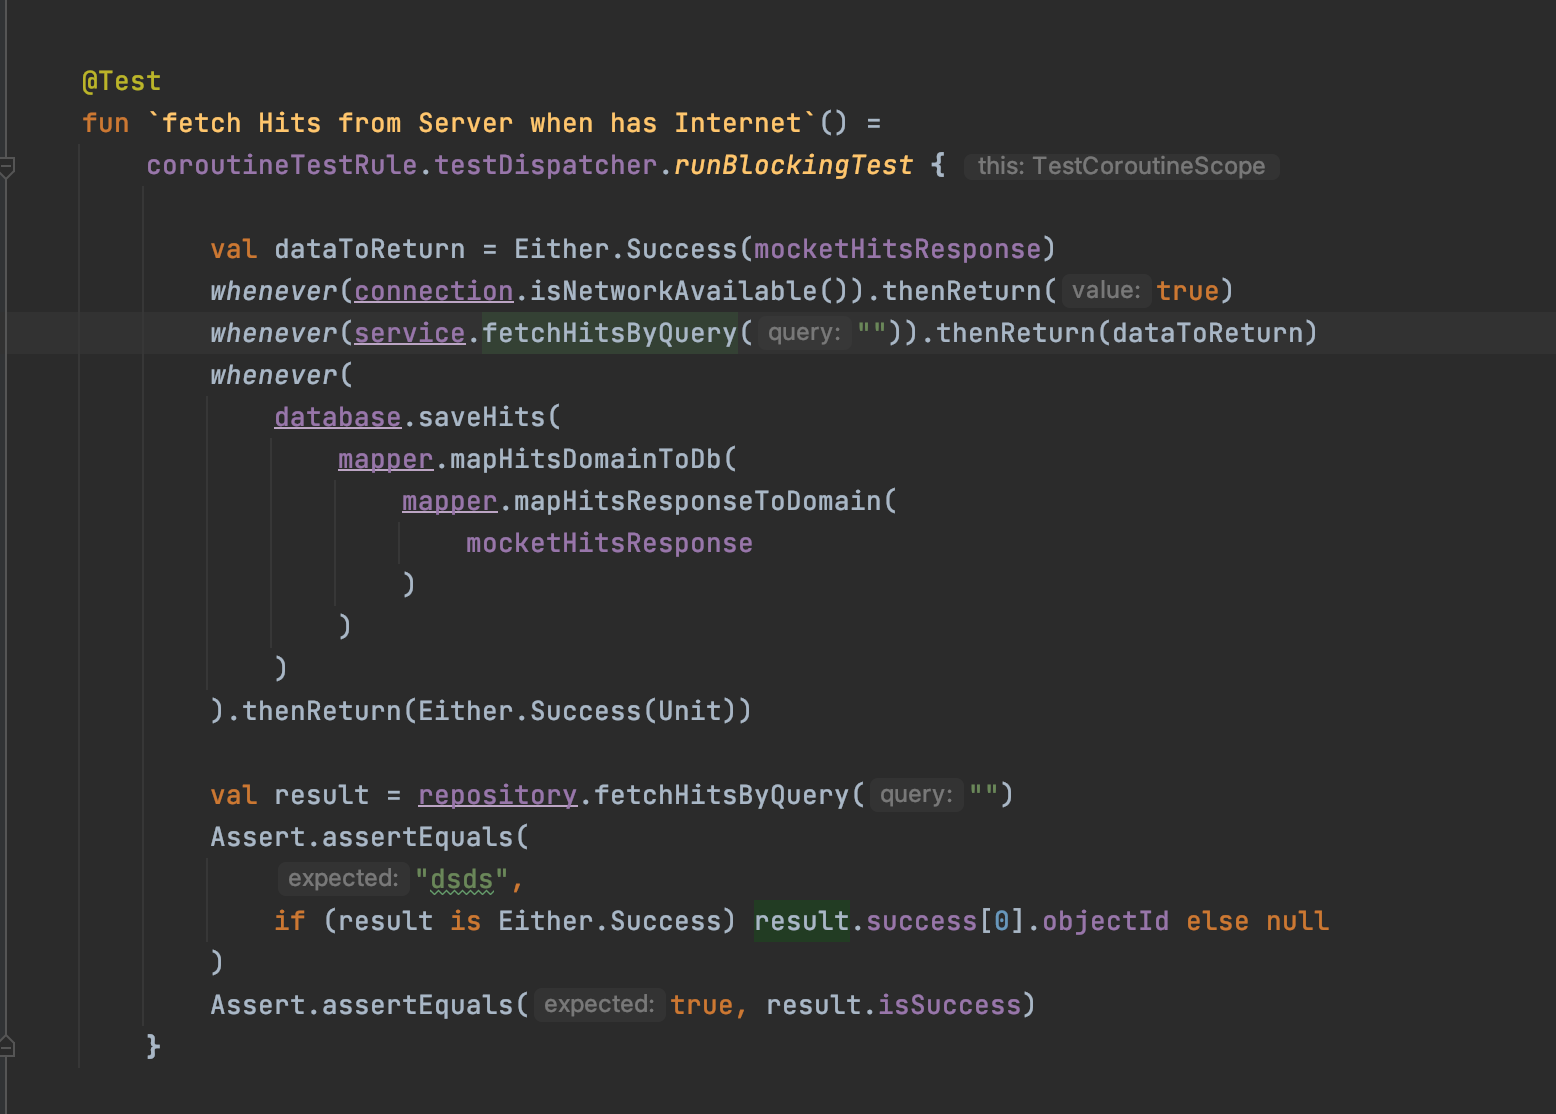 @Test
fun `fetch Hits from Server when has Internet`() =
coroutineTestRule.testDispatcher.runBlockingTest { this: TestCoroutineScope
val dataToReturn = Either.Success(mocketHitsResponse)
whenever(connection.isNetworkAvailable()).thenReturn( value: true)
whenever(service.fetchHitsByQuery( query: "")).thenReturn(dataToReturn)
whenever(
database.saveHits(
mapper.mapHitsDomainToDb(
mapper.mapHitsResponseToDomain(
mocketHitsResponse
)
)
)
).thenReturn(Either.Success(Unit))
val result = repository.fetchHitsByQuery( query: "")
Assert.assertEquals(
expected: "dsds",
if (result is Either.Success) result.success[0].objectId else null
)
Assert.assertEquals( expected: true, result.isSuccess)
}